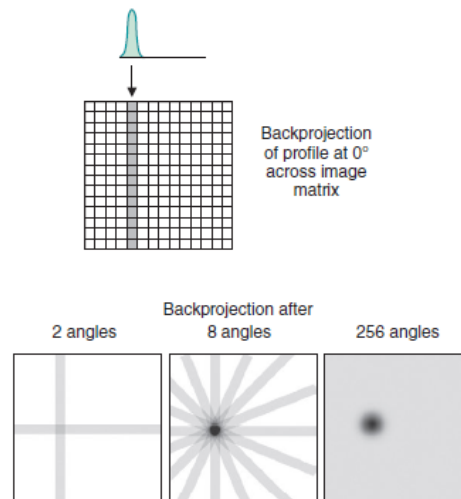 Backprojection
of profile at 0°
across image
matrix
Backprojection after
2 angles
8 angles
256 angles